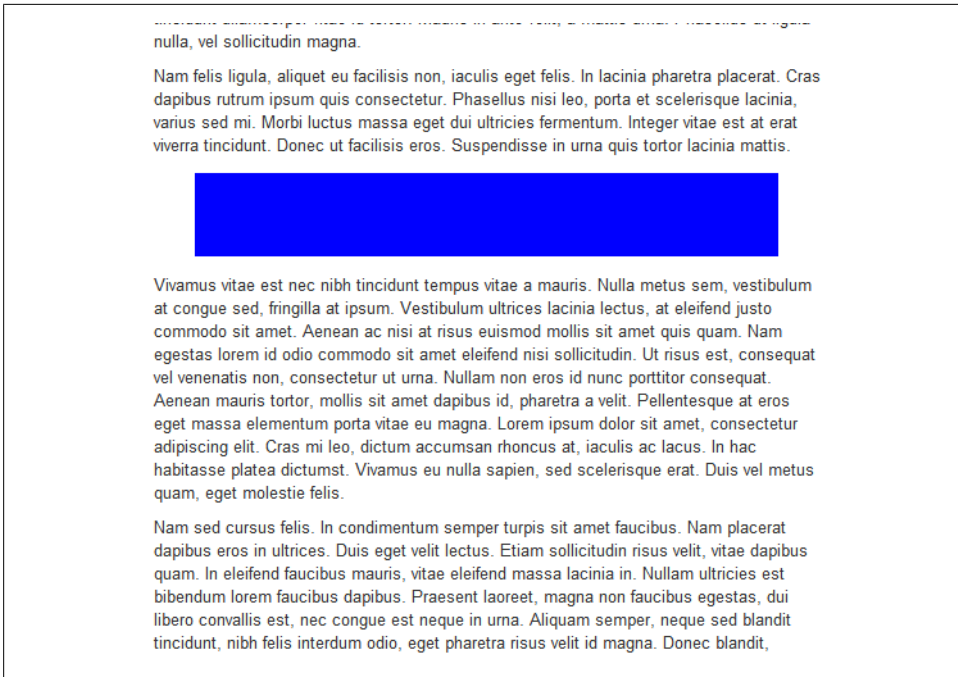 nulla, vel sollicitudin magna.
Nam felis ligula, aliquet eu facilisis non, iaculis eget felis. In lacinia pharetra placerat. Cras
dapibus rutrum ipsum quis consectetur. Phasellus nisi leo, porta et scelerisque lacinia,
varius sed mi. Morbi luctus massa eget dui ultricies fermentum. Integer vitae est at erat
viverra tincidunt. Donec ut facilisis eros. Suspendisse in urna quis tortor lacinia mattis.
Vivamus vitae est nec nibh tincidunt tempus vitae a mauris. Nulla metus sem, vestibulum
at congue sed, fringilla at ipsum. Vestibulum ultrices lacinia lectus, at eleifend justo
commodo sit amet. Aenean ac nisi at risus euismod mollis sit amet quis quam. Nam
egestas lorem id odio commodo sit amet eleifend nisi sollicitudin. Ut risus est, consequat
vel venenatis non, consectetur ut urna. Nullam non eros id nunc porttitor consequat.
Aenean mauris tortor, mollis sit amet dapibus id, pharetra a velit. Pellentesque at eros
eget massa elementum porta vitae eu magna. Lorem ipsum dolor sit amet, consectetur
adipiscing elit. Cras mi leo, dictum accumsan rhoncus at, iaculis ac lacus. In hac
habitasse platea dictumst. Vivamus eu nulla sapien, sed scelerisque erat. Duis vel metus
quam, eget molestie felis.
Nam sed cursus felis. In condimentum semper turpis sit amet faucibus. Nam placerat
dapibus eros in ultrices. Duis eget velit lectus. Etiam sollicitudin risus velit, vitae dapibus
quam. In eleifend faucibus mauris, vitae eleifend massa lacinia in. Nullam ultricies est
bibendum lorem faucibus dapibus. Praesent laoreet, magna non faucibus egestas, dui
libero convallis est, nec congue est neque in urna. Aliquam semper, neque sed blandit
tincidunt, nibh felis interdum odio, eget pharetra risus velit id magna. Donec blandit,